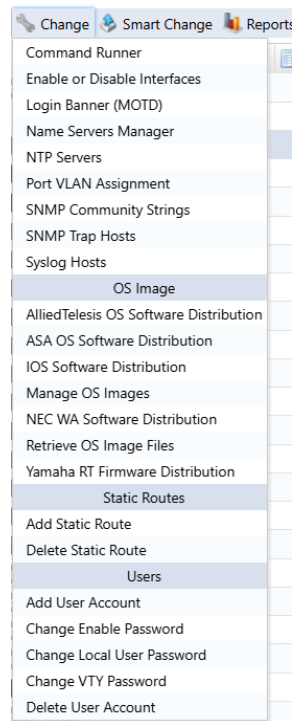 Change Smart Change Reports
Command Runner
Enable or Disable Interfaces
Login Banner (MOTD)
Name Servers Manager
NTP Servers
Port VLAN Assignment
SNMP Community Strings
SNMP Trap Hosts
Syslog Hosts
OS Image
AlliedTelesis OS Software Distribution
ASA OS Software Distribution
IOS Software Distribution
Manage OS Images
NEC WA Software Distribution
Retrieve OS Image Files
Yamaha RT Firmware Distribution
Static Routes
Add Static Route
Delete Static Route
Users
Add User Account
Change Enable Password
Change Local User Password
Change VTY Password
Delete User Account